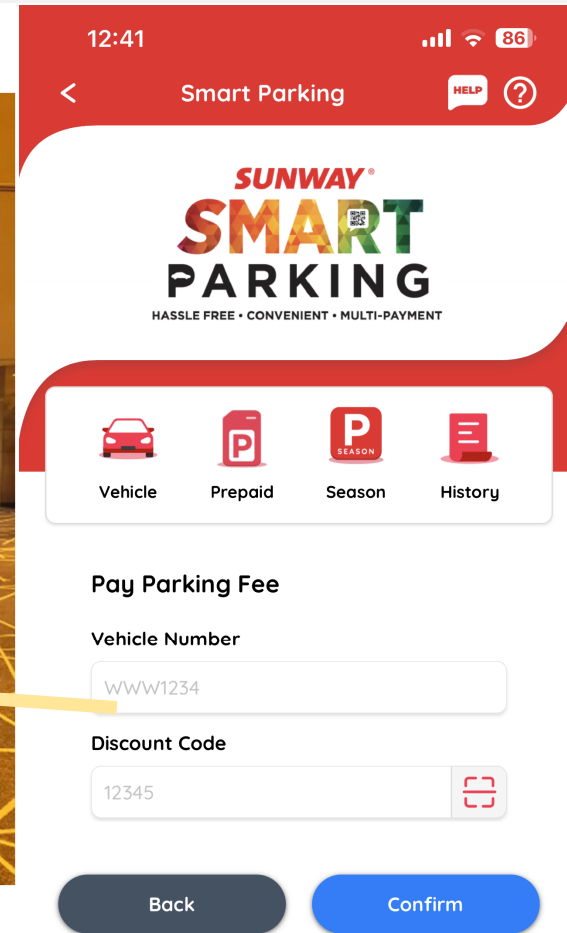 12:41
86
Smart Parking
HELP
?
SUNWAY®
SMART
PARKING
HASSLE FREE • CONVENIENT • MULTI-PAYMENT
P
P
SEASON
Vehicle
Prepaid
Season
History
Pay Parking Fee
Vehicle Number
WWW1234
Discount Code
12345
Back
Confirm